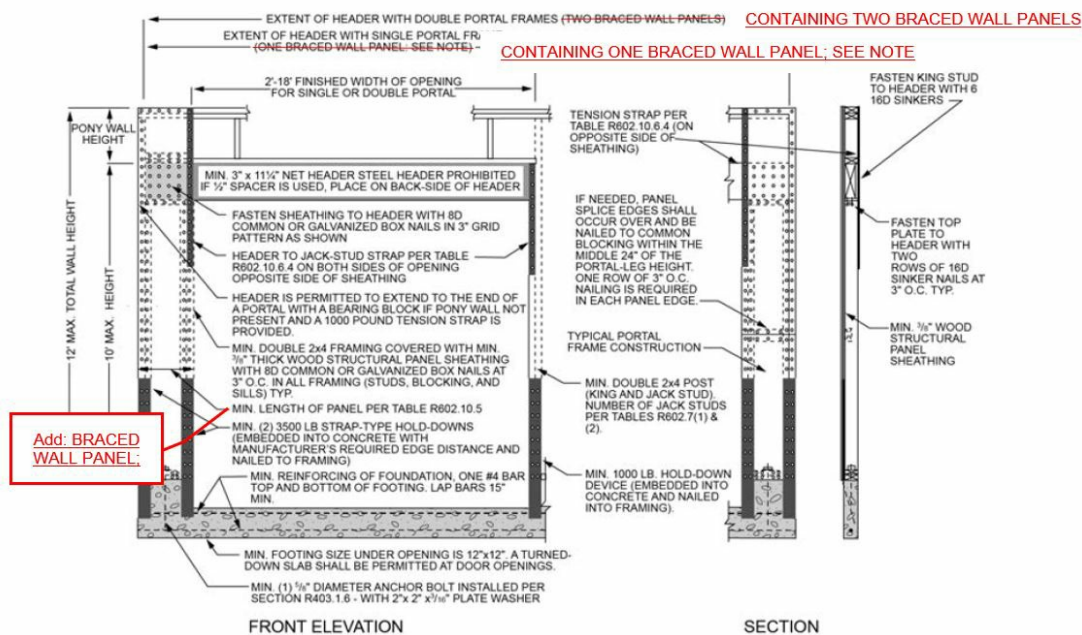 EXTENT OF HEADER WITH DOUBLE PORTAL FRAMES (TWO BRACED WALL PANELS) CONTAINING TWO BRACED WALL PANELS
EXTENT OF HEADER WITH SINGLE PORTAL
(ONE BRACED WALL PANEL: SEE NOTE) CONTAINING ONE BRACED WALL PANEL; SEE NOTE
2'-18' FINISHED WIDTH OF OPENING
FOR SINGLE OR DOUBLE PORTAL
PONY WALL
HEIGHT
12' MAX. TOTAL WALL HEIGHT
10' MAX. HEIGHT
MIN. 3" x 11¼" NET HEADER STEEL HEADER PROHIBITED
IF ½" SPACER IS USED, PLACE ON BACK-SIDE OF HEADER
FASTEN SHEATHING TO HEADER WITH 8D
COMMON OR GALVANIZED BOX NAILS IN 3" GRID
PATTERN AS SHOWN
HEADER TO JACK-STUD STRAP PER TABLE
R602.10.6.4 ON BOTH SIDES OF OPENING
OPPOSITE SIDE OF SHEATHING
HEADER IS PERMITTED TO EXTEND TO THE END OF
A PORTAL WITH A BEARING BLOCK IF PONY WALL NOT
PRESENT AND A 1000 POUND TENSION STRAP IS
PROVIDED.
MIN. DOUBLE 2x4 FRAMING COVERED WITH MIN.
⅜" THICK WOOD STRUCTURAL PANEL SHEATHING
WITH 8D COMMON OR GALVANIZED BOX NAILS AT
3" O.C. IN ALL FRAMING (STUDS, BLOCKING, AND
SILLS) TYP.
MIN. LENGTH OF PANEL PER TABLE R602.10.5
Add: BRACED
WALL PANEL;
MIN. (2) 3500 LB STRAP-TYPE HOLD-DOWNS
(EMBEDDED INTO CONCRETE WITH
MANUFACTURER'S REQUIRED EDGE DISTANCE AND
NAILED TO FRAMING)
MIN. REINFORCING OF FOUNDATION, ONE #4 BAR
TOP AND BOTTOM OF FOOTING. LAP BARS 15"
MIN.
MIN. FOOTING SIZE UNDER OPENING IS 12"x12". A TURNED-
DOWN SLAB SHALL BE PERMITTED AT DOOR OPENINGS.
MIN. (1) ⅝" DIAMETER ANCHOR BOLT INSTALLED PER
SECTION R403.1.6 - WITH 2"x 2" x³⁄₁₆" PLATE WASHER
FRONT ELEVATION
TENSION STRAP PER
TABLE R602.10.6.4 (ON
OPPOSITE SIDE OF
SHEATHING)
IF NEEDED, PANEL
SPLICE EDGES SHALL
OCCUR OVER AND BE
NAILED TO COMMON
BLOCKING WITHIN THE
MIDDLE 24" OF THE
PORTAL-LEG HEIGHT.
ONE ROW OF 3" O.C.
NAILING IS REQUIRED
IN EACH PANEL EDGE.
TYPICAL PORTAL
FRAME CONSTRUCTION
MIN. DOUBLE 2x4 POST
(KING AND JACK STUD).
NUMBER OF JACK STUDS
PER TABLES R602.7(1) &
(2).
MIN. 1000 LB. HOLD-DOWN
DEVICE (EMBEDDED INTO
CONCRETE AND NAILED
INTO FRAMING).
FASTEN KING STUD
TO HEADER WITH 6
16D SINKERS
FASTEN TOP
PLATE TO
HEADER WITH
TWO
ROWS OF 16D
SINKER NAILS AT
3" O.C. TYP.
MIN. ⅜" WOOD
STRUCTURAL
PANEL
SHEATHING
SECTION